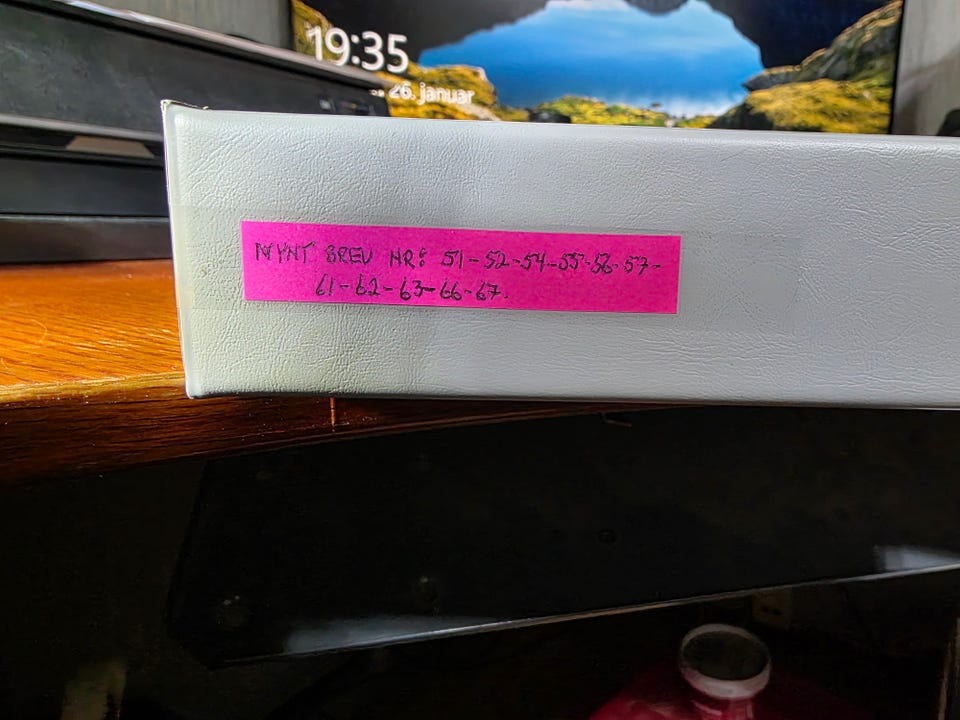 19:35
26. januar
MYNT BREV NR: 51-52-54-55-56-57-
61-62-63-66-67.